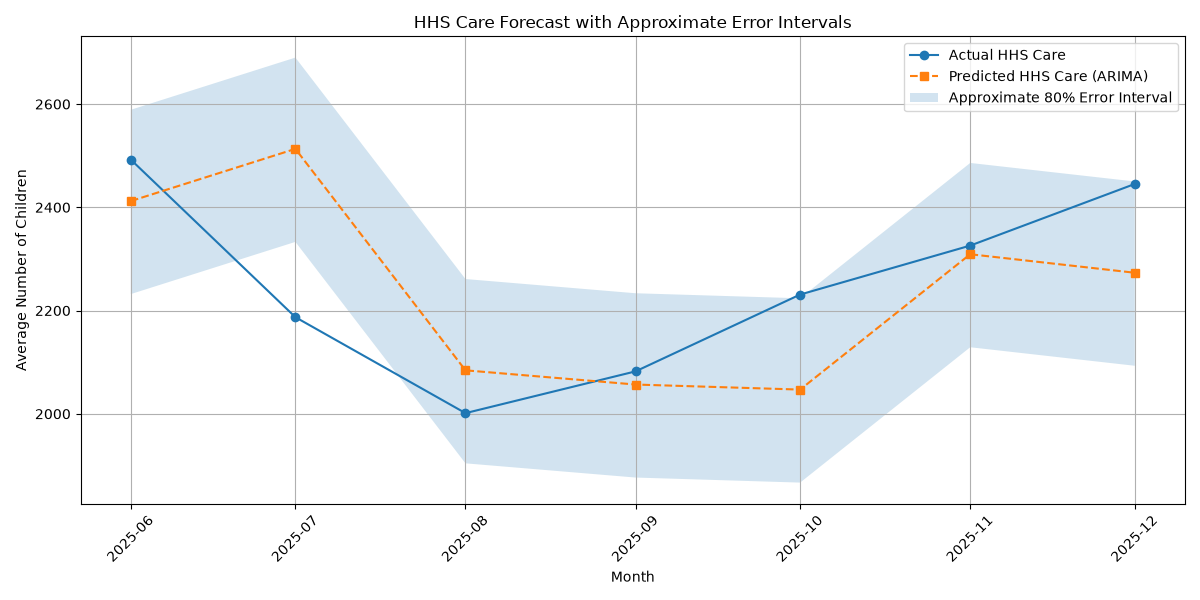 HHS Care Forecast with Approximate Error Intervals
Actual HHS Care
Predicted HHS Care (ARIMA)
Approximate 80% Error Interval
Average Number of Children
2600
2400
2200
2000
2025-06
2025-07
2025-08
2025-09
2025-10
2025-11
2025-12
Month